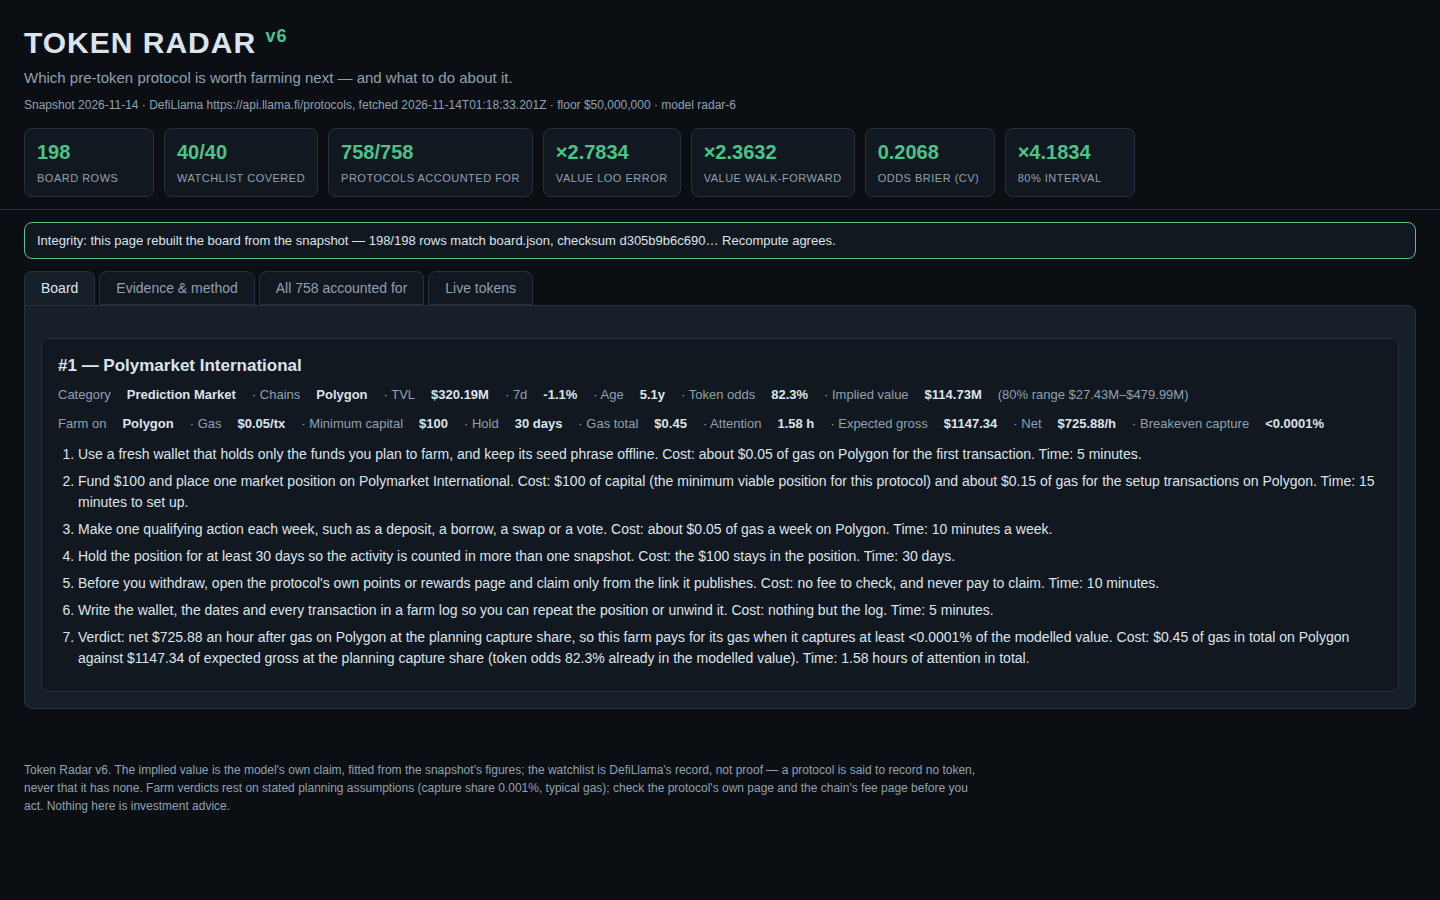 TOKEN RADAR v6
Which pre-token protocol is worth farming next — and what to do about it.
Snapshot 2026-11-14 · DefiLlama https://api.llama.fi/protocols, fetched 2026-11-14T01:18:33.201Z · floor $50,000,000 · model radar-6
198
BOARD ROWS
40/40
WATCHLIST COVERED
758/758
PROTOCOLS ACCOUNTED FOR
×2.7834
VALUE LOO ERROR
×2.3632
VALUE WALK-FORWARD
0.2068
ODDS BRIER (CV)
×4.1834
80% INTERVAL
Integrity: this page rebuilt the board from the snapshot — 198/198 rows match board.json, checksum d305b9b6c690… Recompute agrees.
Board
Evidence & method
All 758 accounted for
Live tokens
#1 — Polymarket International
Category Prediction Market · Chains Polygon · TVL $320.19M · 7d -1.1% · Age 5.1y · Token odds 82.3% · Implied value $114.73M (80% range $27.43M–$479.99M)
Farm on Polygon · Gas $0.05/tx · Minimum capital $100 · Hold 30 days · Gas total $0.45 · Attention 1.58 h · Expected gross $1147.34 · Net $725.88/h · Breakeven capture <0.0001%
1. Use a fresh wallet that holds only the funds you plan to farm, and keep its seed phrase offline. Cost: about $0.05 of gas on Polygon for the first transaction. Time: 5 minutes.
2. Fund $100 and place one market position on Polymarket International. Cost: $100 of capital (the minimum viable position for this protocol) and about $0.15 of gas for the setup transactions on Polygon. Time: 15
minutes to set up.
3. Make one qualifying action each week, such as a deposit, a borrow, a swap or a vote. Cost: about $0.05 of gas a week on Polygon. Time: 10 minutes a week.
4. Hold the position for at least 30 days so the activity is counted in more than one snapshot. Cost: the $100 stays in the position. Time: 30 days.
5. Before you withdraw, open the protocol's own points or rewards page and claim only from the link it publishes. Cost: no fee to check, and never pay to claim. Time: 10 minutes.
6. Write the wallet, the dates and every transaction in a farm log so you can repeat the position or unwind it. Cost: nothing but the log. Time: 5 minutes.
7. Verdict: net $725.88 an hour after gas on Polygon at the planning capture share, so this farm pays for its gas when it captures at least <0.0001% of the modelled value. Cost: $0.45 of gas in total on Polygon
against $1147.34 of expected gross at the planning capture share (token odds 82.3% already in the modelled value). Time: 1.58 hours of attention in total.
Token Radar v6. The implied value is the model's own claim, fitted from the snapshot's figures; the watchlist is DefiLlama's record, not proof — a protocol is said to record no token,
never that it has none. Farm verdicts rest on stated planning assumptions (capture share 0.001%, typical gas); check the protocol's own page and the chain's fee page before you
act. Nothing here is investment advice.